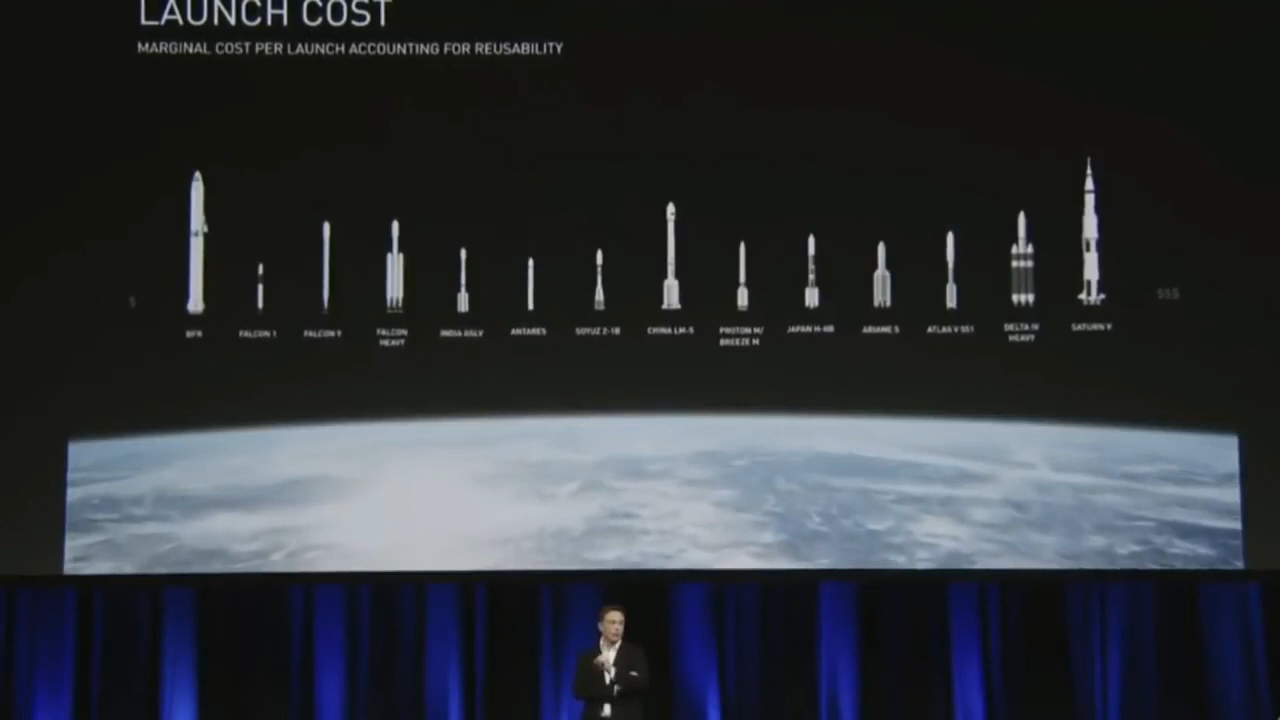 LAUNCH COST
MARGINAL COST PER LAUNCH ACCOUNTING FOR REUSABILITY
$
$$$
BFR
FALCON 1
FALCON 9
FALCON
HEAVY
INDIA GSLV
ANTARES
SOYUZ 2-1B
CHINA LM-5
PROTON M/
BREEZE M
JAPAN H-IIB
ARIANE 5
ATLAS V 551
DELTA IV
HEAVY
SATURN V